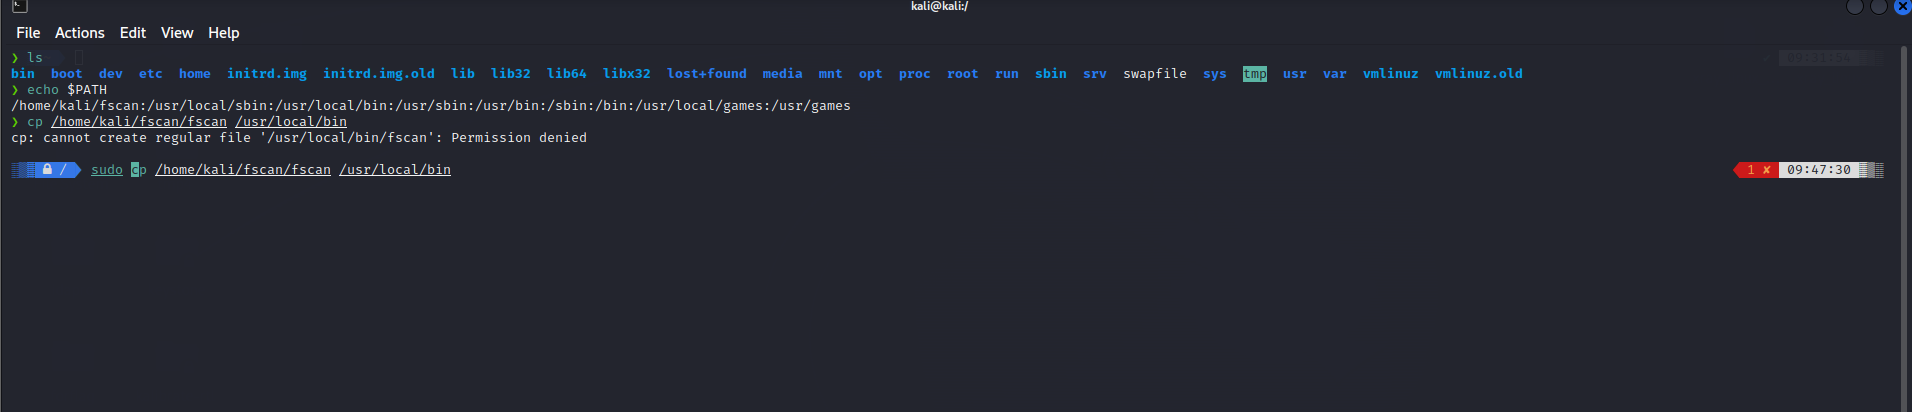 kali@kali:/
File Actions Edit View Help
❯ ls
bin boot dev etc home initrd.img initrd.img.old lib lib32 lib64 libx32 lost+found media mnt opt proc root run sbin srv swapfile sys tmp usr var vmlinuz vmlinuz.old
❯ echo $PATH
/home/kali/fscan:/usr/local/sbin:/usr/local/bin:/usr/sbin:/usr/bin:/sbin:/bin:/usr/local/games:/usr/games
❯ cp /home/kali/fscan/fscan /usr/local/bin
cp: cannot create regular file '/usr/local/bin/fscan': Permission denied
/ sudo cp /home/kali/fscan/fscan /usr/local/bin 1 ✘ 09:47:30